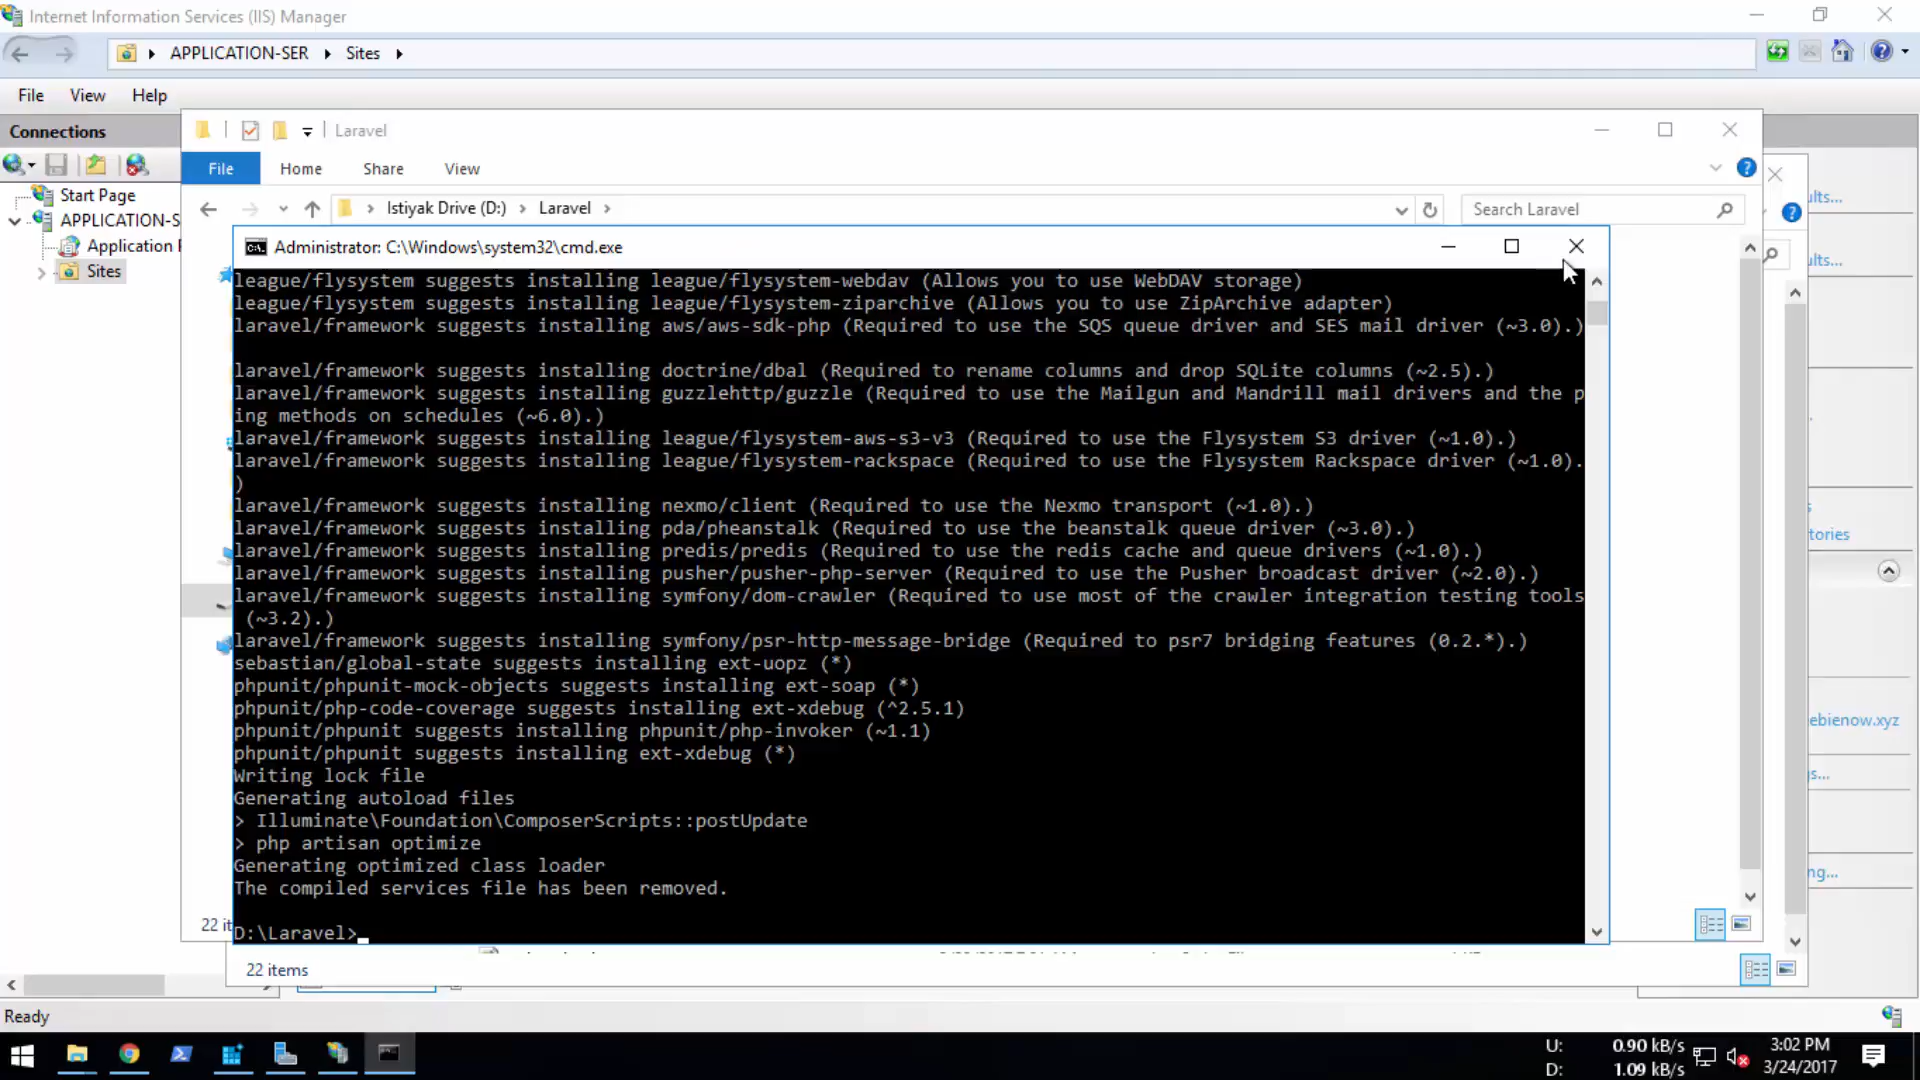 Internet Information Services (IIS) Manager
APPLICATION-SER
Sites
File
View
Help
Connections
Start Page
APPLICATION-S
Application
Sites
Laravel
File
Home
Share
View
Istiyak Drive (D:)
Laravel
Search Laravel
Administrator: C:\Windows\system32\cmd.exe
league/flysystem suggests installing league/flysystem-webdav (Allows you to use WebDAV storage)
league/flysystem suggests installing league/flysystem-ziparchive (Allows you to use ZipArchive adapter)
laravel/framework suggests installing aws/aws-sdk-php (Required to use the SQS queue driver and SES mail driver (~3.0).)
laravel/framework suggests installing doctrine/dbal (Required to rename columns and drop SQLite columns (~2.5).)
laravel/framework suggests installing guzzlehttp/guzzle (Required to use the Mailgun and Mandrill mail drivers and the p
ing methods on schedules (~6.0).)
laravel/framework suggests installing league/flysystem-aws-s3-v3 (Required to use the Flysystem S3 driver (~1.0).)
laravel/framework suggests installing league/flysystem-rackspace (Required to use the Flysystem Rackspace driver (~1.0).
)
laravel/framework suggests installing nexmo/client (Required to use the Nexmo transport (~1.0).)
laravel/framework suggests installing pda/pheanstalk (Required to use the beanstalk queue driver (~3.0).)
laravel/framework suggests installing predis/predis (Required to use the redis cache and queue drivers (~1.0).)
laravel/framework suggests installing pusher/pusher-php-server (Required to use the Pusher broadcast driver (~2.0).)
laravel/framework suggests installing symfony/dom-crawler (Required to use most of the crawler integration testing tools
(~3.2).)
laravel/framework suggests installing symfony/psr-http-message-bridge (Required to psr7 bridging features (0.2.*).)
sebastian/global-state suggests installing ext-uopz (*)
phpunit/phpunit-mock-objects suggests installing ext-soap (*)
phpunit/php-code-coverage suggests installing ext-xdebug (^2.5.1)
phpunit/phpunit suggests installing phpunit/php-invoker (~1.1)
phpunit/phpunit suggests installing ext-xdebug (*)
Writing lock file
Generating autoload files
> Illuminate\Foundation\ComposerScripts::postUpdate
> php artisan optimize
Generating optimized class loader
The compiled services file has been removed.
D:\Laravel>
ults...
ults...
tories
ebienow.xyz
s...
ng...
22 it
22 items
Ready
U: 0.90 kB/s
D: 1.09 kB/s
3:02 PM
3/24/2017